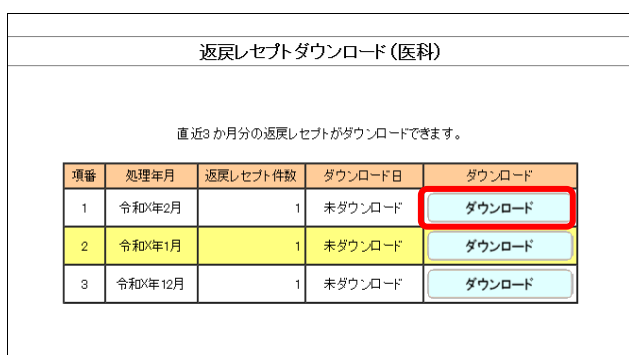 返戻レセプトダウンロード(医科)
直近3か月分の返戻レセプトがダウンロードできます。
項番 処理年月 返戻レセプト件数 ダウンロード日 ダウンロード
1 令和X年2月 1 未ダウンロード ダウンロード
2 令和X年1月 1 未ダウンロード ダウンロード
3 令和X年12月 1 未ダウンロード ダウンロード